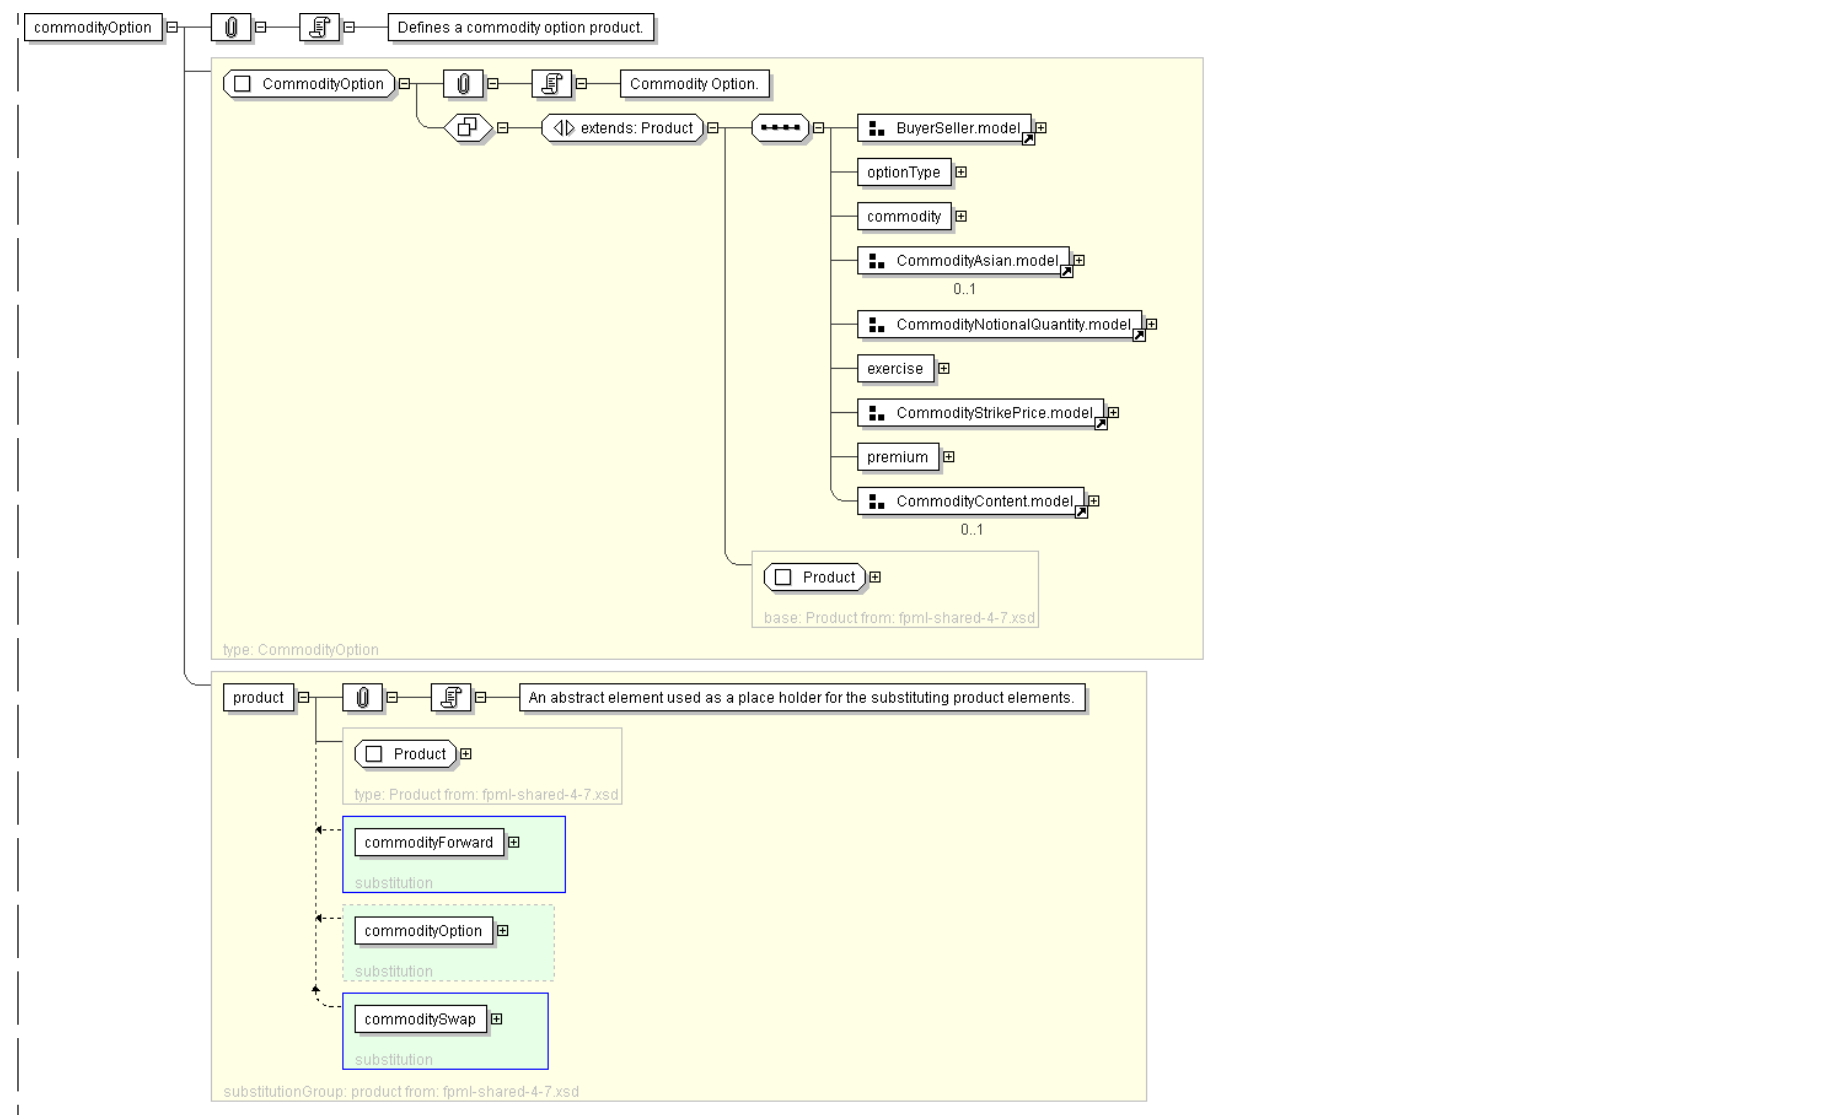 commodityOption
Defines a commodity option product.
CommodityOption
Commodity Option.
extends: Product
BuyerSeller.model
optionType
commodity
CommodityAsian.model
0..1
CommodityNotionalQuantity.model
exercise
CommodityStrikePrice.model
premium
CommodityContent.model
0..1
Product
base: Product from: fpml-shared-4-7.xsd
type: CommodityOption
product
An abstract element used as a place holder for the substituting product elements.
Product
type: Product from: fpml-shared-4-7.xsd
commodityForward
substitution
commodityOption
substitution
commoditySwap
substitution
substitutionGroup: product from: fpml-shared-4-7.xsd